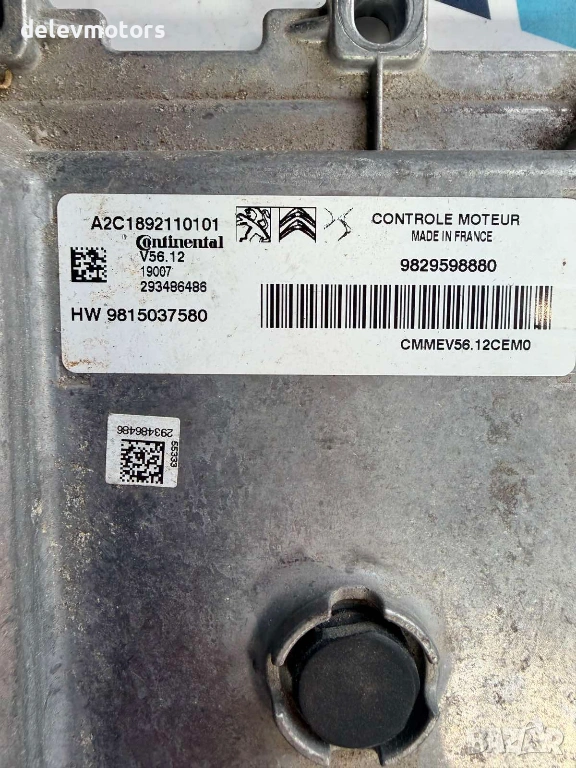 delevmotors
A2C1892110101
Continental
V56.12
19007
293486486
HW 9815037580
CONTROLE MOTEUR
MADE IN FRANCE
9829598880
CMMEV56.12CEM0
55333
293486486
BAZAR